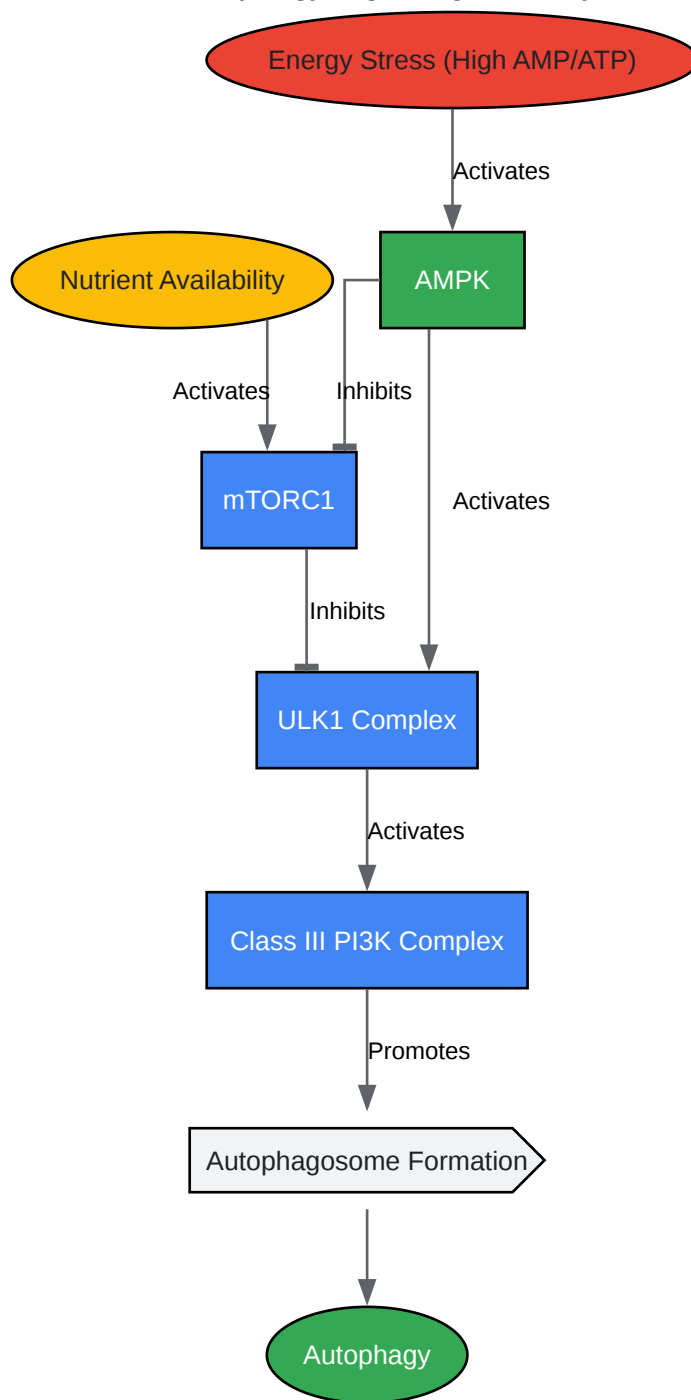 Energy Stress (High AMP/ATP)
Activates
Nutrient Availability
AMPK
Activates
Inhibits
mTORC1
Activates
Inhibits
ULK1 Complex
Activates
Class III PI3K Complex
Promotes
Autophagosome Formation
Autophagy